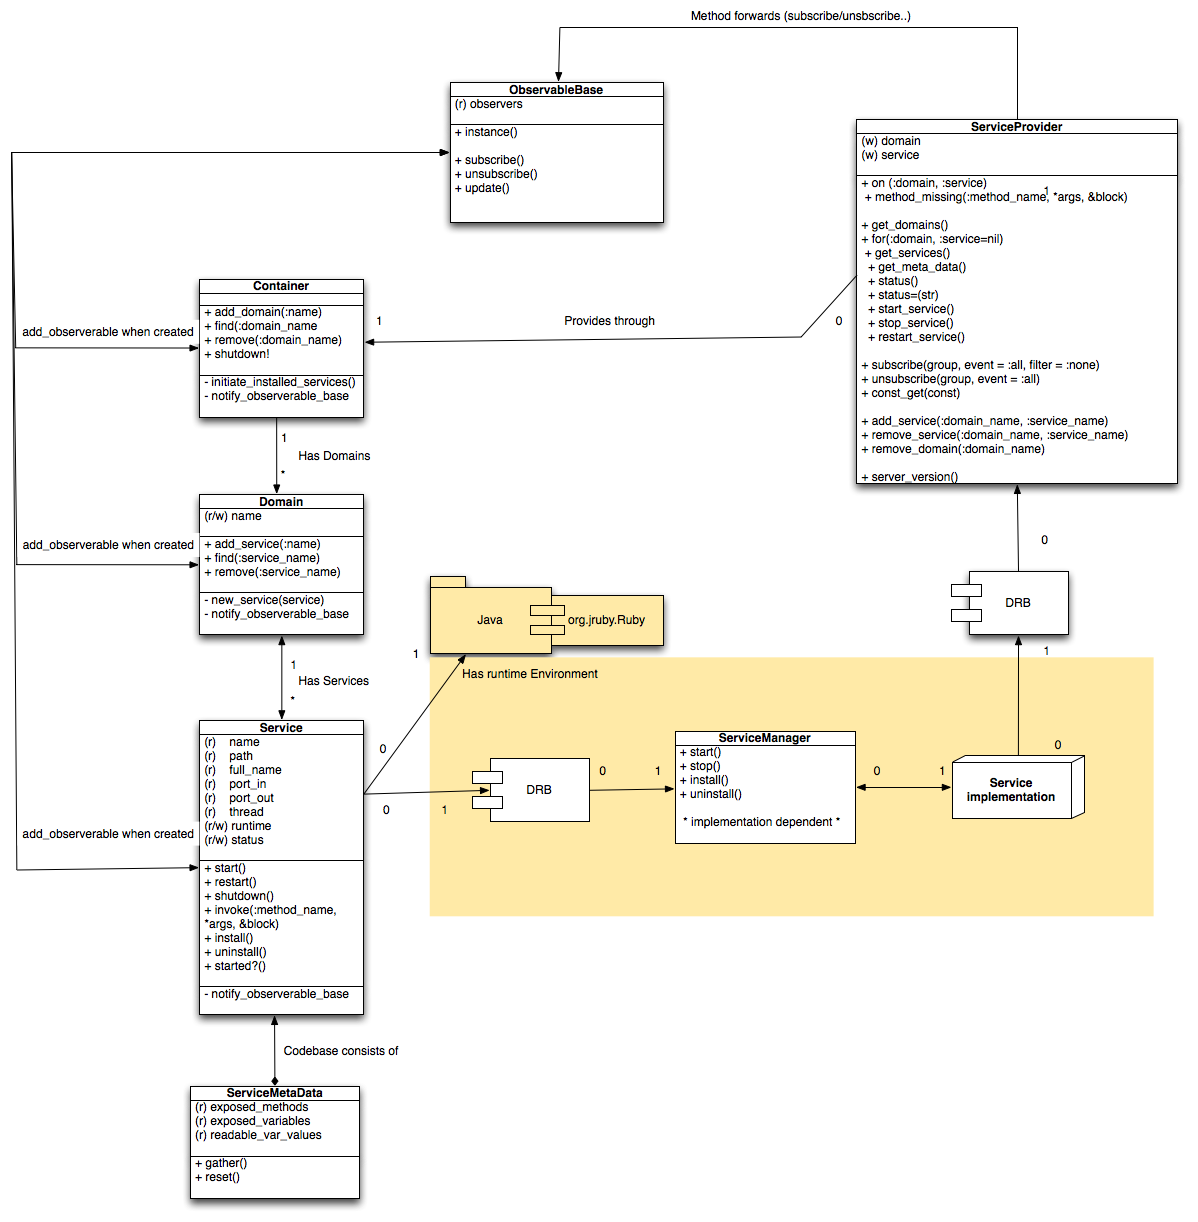 Method forwards (subscribe/unsbscribe..)
ObservableBase
(r) observers
+ instance()
+ subscribe()
+ unsubscribe()
+ update()
ServiceProvider
(w) domain
(w) service
+ on (:domain, :service)
1
+ method_missing(:method_name, *args, &block)
+ get_domains()
+ for(:domain, :service=nil)
+ get_services()
+ get_meta_data()
+ status()
+ status=(str)
+ start_service()
+ stop_service()
+ restart_service()
+ subscribe(group, event = :all, filter = :none)
+ unsubscribe(group, event = :all)
+ const_get(const)
+ add_service(:domain_name, :service_name)
+ remove_service(:domain_name, :service_name)
+ remove_domain(:domain_name)
+ server_version()
Container
+ add_domain(:name)
+ find(:domain_name
+ remove(:domain_name)
+ shutdown!
- initiate_installed_services()
- notify_observerable_base
add_observerable when created
1
Provides through
0
1
Has Domains
*
Domain
(r/w) name
+ add_service(:name)
+ find(:service_name)
+ remove(:service_name)
- new_service(service)
- notify_observerable_base
add_observerable when created
0
DRB
1
Java
org.jruby.Ruby
1
Has runtime Environment
1
Has Services
*
Service
(r) name
(r) path
(r) full_name
(r) port_in
(r) port_out
(r) thread
(r/w) runtime
(r/w) status
+ start()
+ restart()
+ shutdown()
+ invoke(:method_name,
*args, &block)
+ install()
+ uninstall()
+ started?()
- notify_observerable_base
add_observerable when created
0
0
1
DRB
0
1
ServiceManager
+ start()
+ stop()
+ install()
+ uninstall()
* implementation dependent *
0
1
0
Service
implementation
Codebase consists of
ServiceMetaData
(r) exposed_methods
(r) exposed_variables
(r) readable_var_values
+ gather()
+ reset()